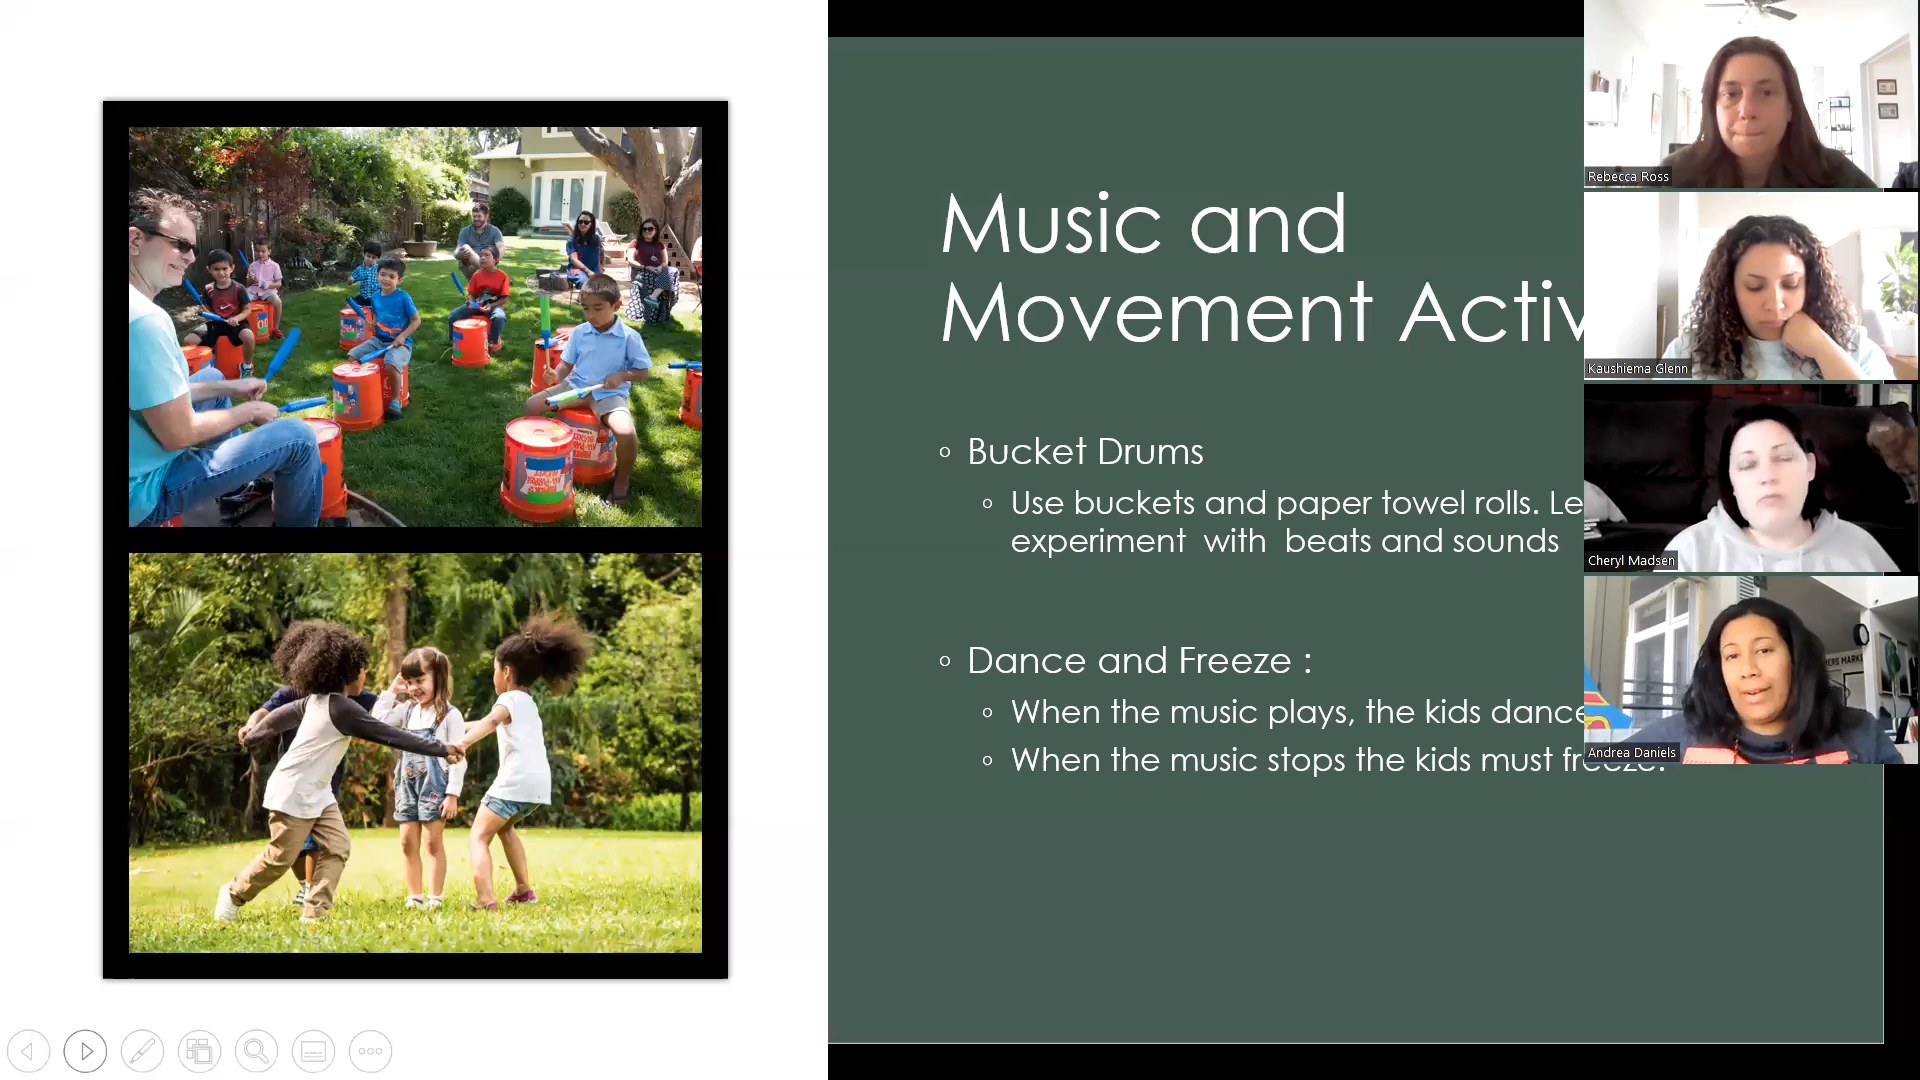 Music and
Movement Activ
Bucket Drums
Use buckets and paper towel rolls. Le
experiment with beats and sounds
Dance and Freeze :
When the music plays, the kids dance
When the music stops the kids must freeze.
Rebecca Ross
Kaushiema Glenn
Cheryl Madsen
Andrea Daniels